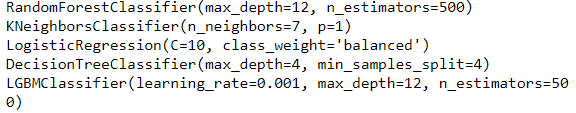 RandomForestClassifier(max_depth=12, n_estimators=500)
KNeighborsClassifier(n_neighbors=7, p=1)
LogisticRegression(C=10, class_weight='balanced')
DecisionTreeClassifier(max_depth=4, min_samples_split=4)
LGBMClassifier(learning_rate=0.001, max_depth=12, n_estimators=50
0)